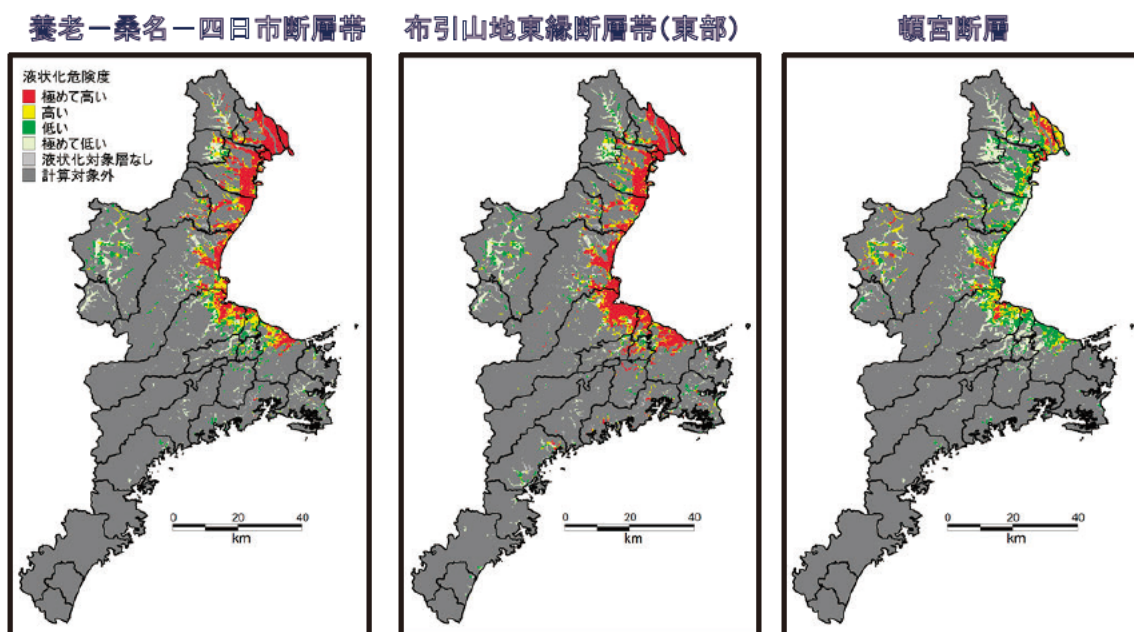 養老－桑名－四日市断層帯
布引山地東縁断層帯(東部)
頓宮断層
液状化危険度
極めて高い
高い
低い
極めて低い
液状化対象層なし
計算対象外
0 20 40
km
0 20 40
km
0 20 40
km